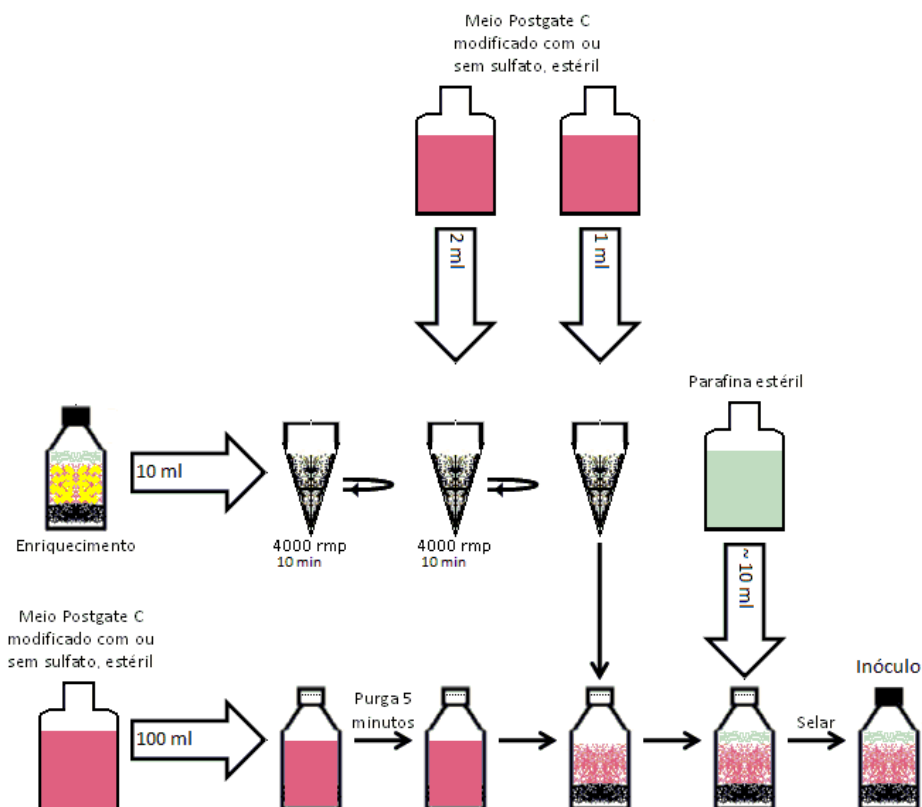 Meio Postgate C
modificado com ou
sem sulfato, estéril
2 ml
1 ml
Parafina estéril
10 ml
Enriquecimento
4000 rmp
10 min
4000 rmp
10 min
~ 10 ml
Meio Postgate C
modificado com ou
sem sulfato, estéril
100 ml
Purga 5
minutos
Selar
Inóculo